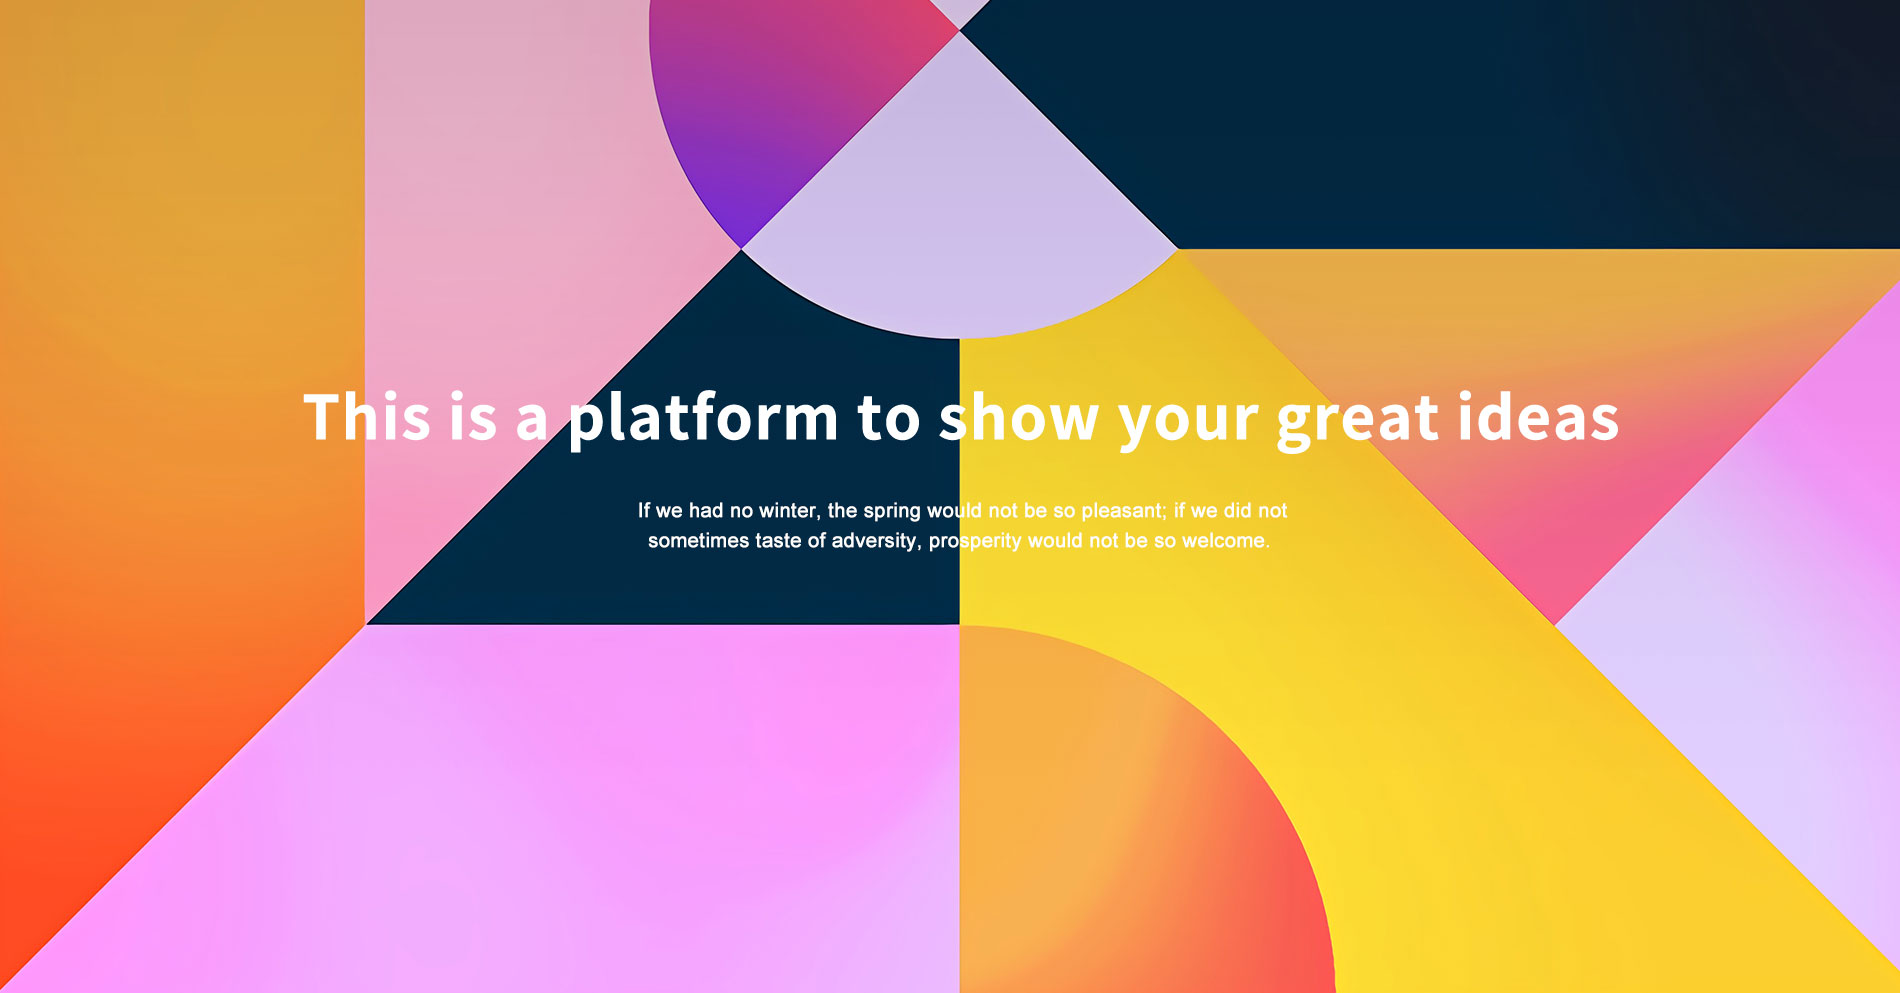 This is a platform to show your great ideas
If we had no winter, the spring would not be so pleasant; if we did not
sometimes taste of adversity, prosperity would not be so welcome.